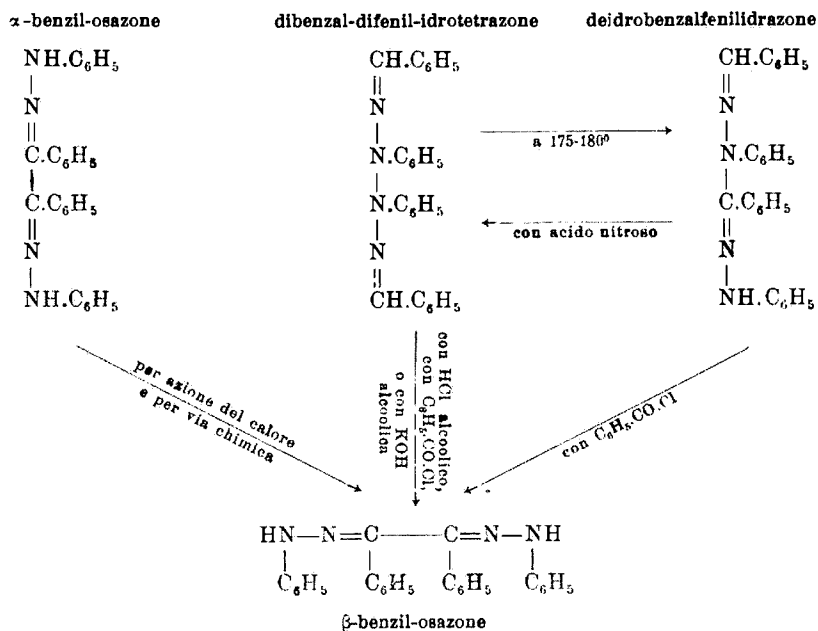 α-benzil-osazone
NH.C₆H₅
N
C.C₆H₅
C.C₆H₅
N
NH.C₆H₅
dibenzal-difenil-idrotetrazone
CH.C₆H₅
N
N.C₆H₅
N.C₆H₅
N
CH.C₆H₅
a 175-180⁰
con acido nitroso
deidrobenzalfenilidrazone
CH.C₆H₅
N
N.C₆H₅
C.C₆H₅
N
NH.C₆H₅
per azione del calore
e per via chimica
con HCl alcoolico,
con C₆H₅.CO.Cl,
o con KOH
alcoolica
con C₆H₅.CO.Cl
HN—N=C——C=N—NH
C₆H₅ C₆H₅ C₆H₅ C₆H₅
β-benzil-osazone